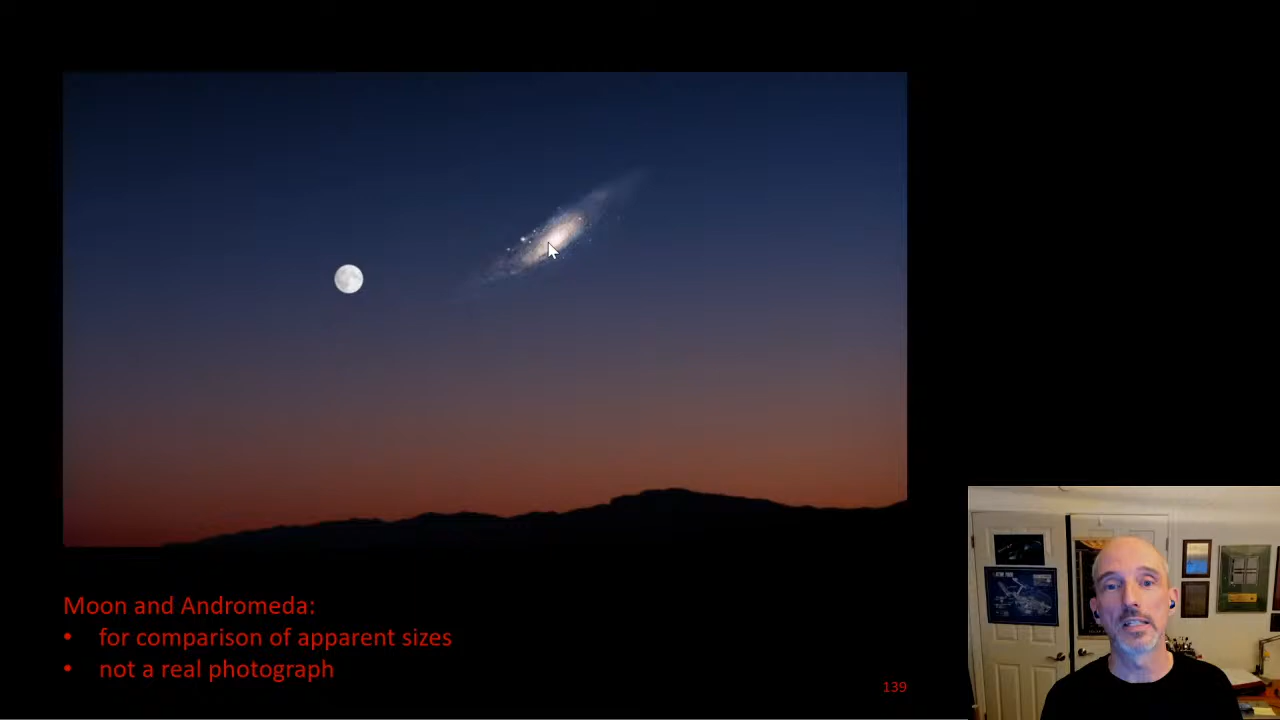 Moon and Andromeda:
• for comparison of apparent sizes
• not a real photograph
139